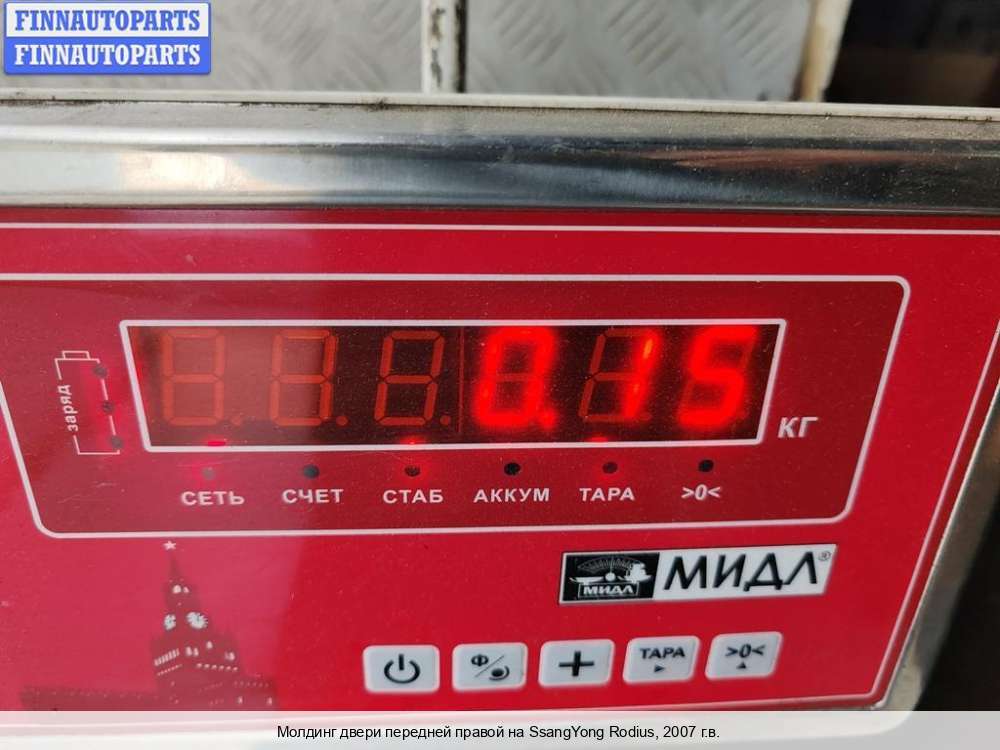 FINNAUTOPARTS
FINNAUTOPARTS
заряд
0.15
КГ
СЕТЬ СЧЕТ СТАБ АККУМ ТАРА >0<
МИДЛ МИДЛ®
Ф ТАРА >0<
Молдинг двери передней правой на SsangYong Rodius, 2007 г.в.